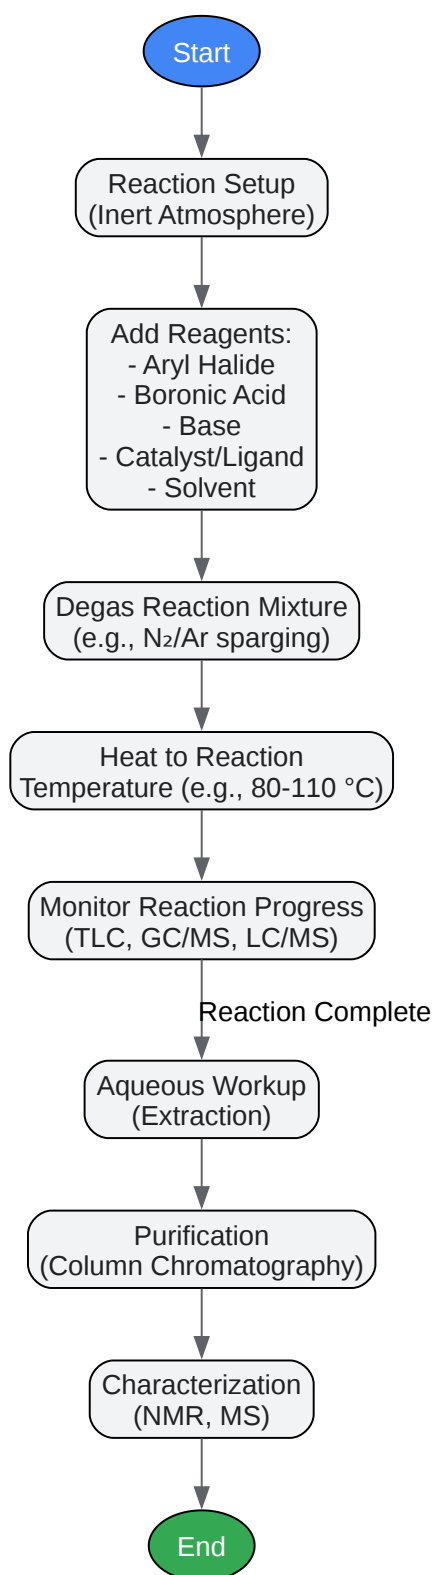 Start
Reaction Setup
(Inert Atmosphere)
Add Reagents:
- Aryl Halide
- Boronic Acid
- Base
- Catalyst/Ligand
- Solvent
Degas Reaction Mixture
(e.g., N₂/Ar sparging)
Heat to Reaction
Temperature (e.g., 80-110 °C)
Monitor Reaction Progress
(TLC, GC/MS, LC/MS)
Reaction Complete
Aqueous Workup
(Extraction)
Purification
(Column Chromatography)
Characterization
(NMR, MS)
End